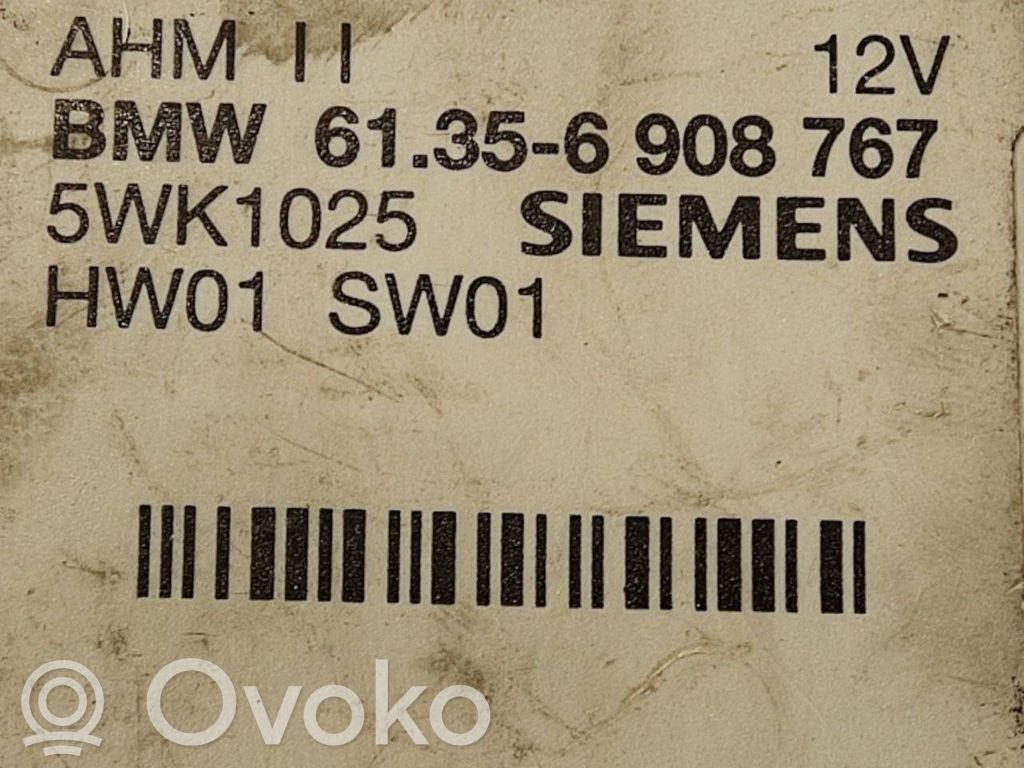 AHM II 12V
BMW 61.35-6 908 767
5WK1025 SIEMENS
HW01 SW01
Ovoko